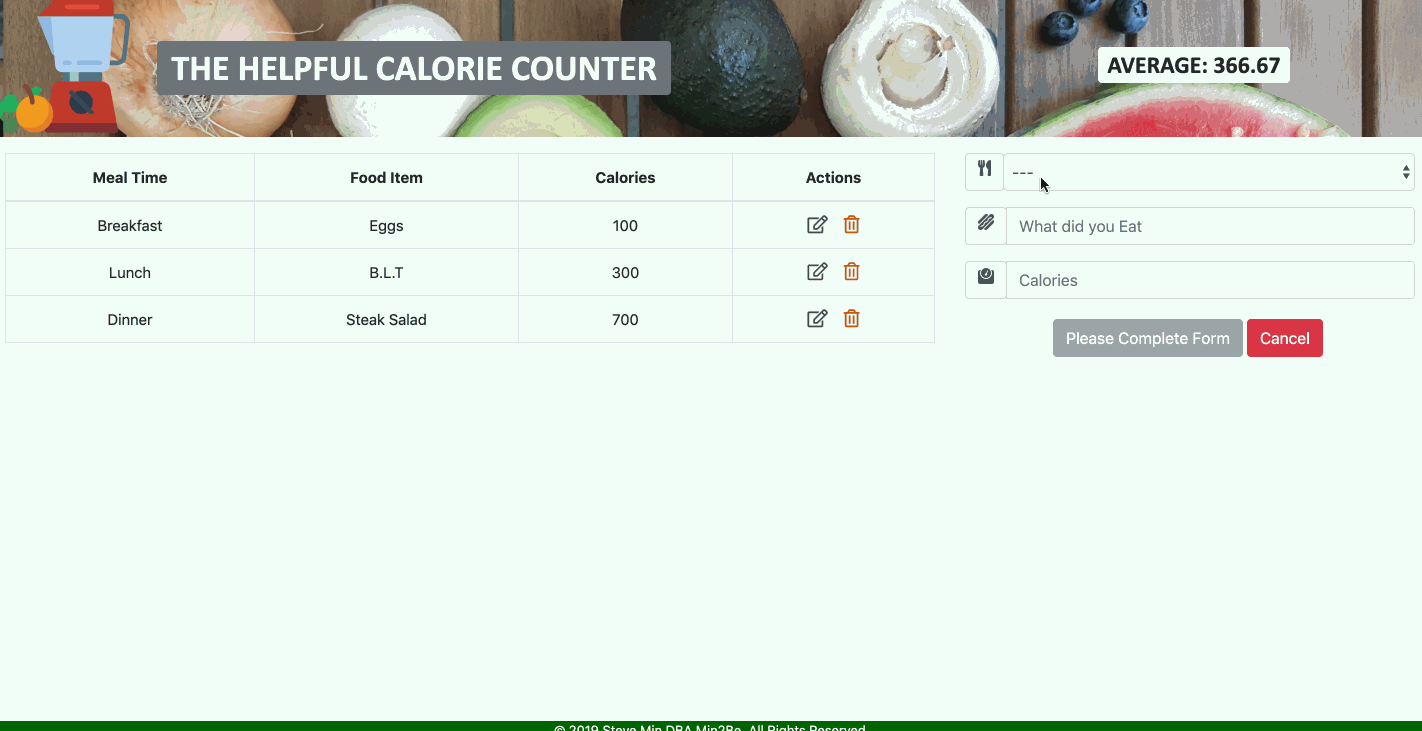 THE HELPFUL CALORIE COUNTER
AVERAGE: 366.67
Meal Time Food Item Calories Actions
Breakfast Eggs 100
Lunch B.L.T 300
Dinner Steak Salad 700
---
What did you Eat
Calories
Please Complete Form Cancel
© 2019 Steve Min DBA Min2Be. All Rights Reserved